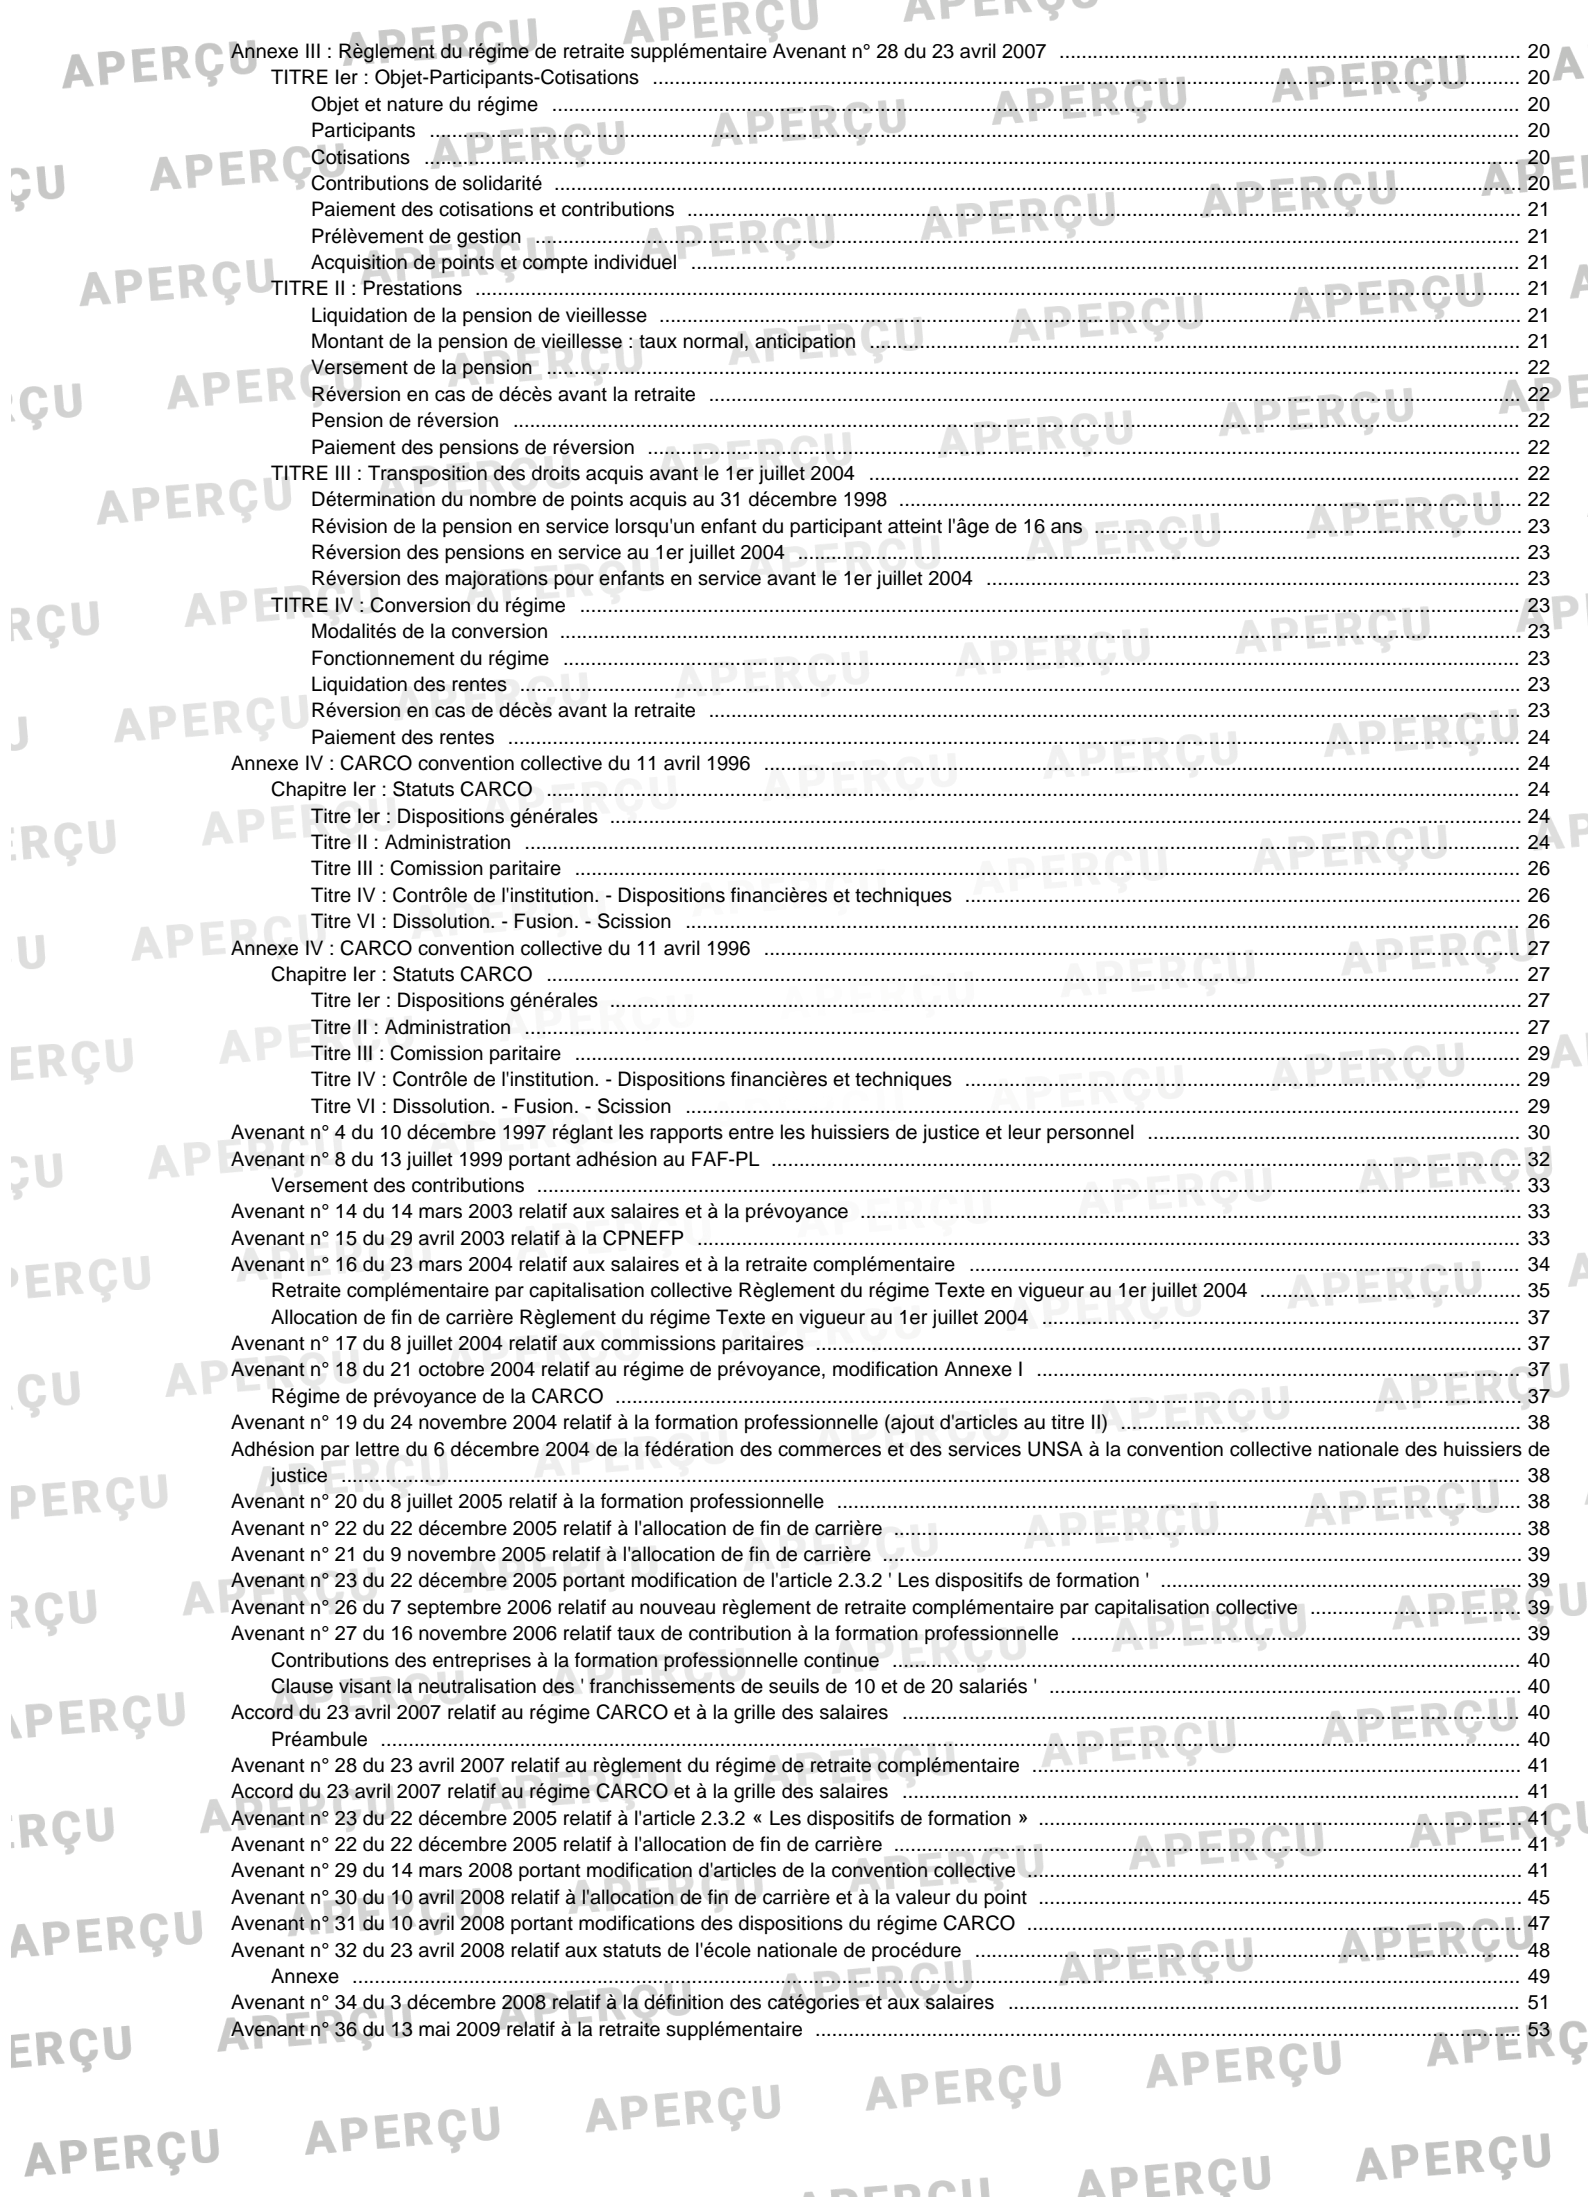 Annexe III : Règlement du régime de retraite supplémentaire Avenant n° 28 du 23 avril 2007 ........ 20
TITRE Ier : Objet-Participants-Cotisations ........ 20
Objet et nature du régime ........ 20
Participants ........ 20
Cotisations ........ 20
Contributions de solidarité ........ 20
Paiement des cotisations et contributions ........ 21
Prélèvement de gestion ........ 21
Acquisition de points et compte individuel ........ 21
TITRE II : Prestations ........ 21
Liquidation de la pension de vieillesse ........ 21
Montant de la pension de vieillesse : taux normal, anticipation ........ 21
Versement de la pension ........ 22
Réversion en cas de décès avant la retraite ........ 22
Pension de réversion ........ 22
Paiement des pensions de réversion ........ 22
TITRE III : Transposition des droits acquis avant le 1er juillet 2004 ........ 22
Détermination du nombre de points acquis au 31 décembre 1998 ........ 22
Révision de la pension en service lorsqu'un enfant du participant atteint l'âge de 16 ans ........ 23
Réversion des pensions en service au 1er juillet 2004 ........ 23
Réversion des majorations pour enfants en service avant le 1er juillet 2004 ........ 23
TITRE IV : Conversion du régime ........ 23
Modalités de la conversion ........ 23
Fonctionnement du régime ........ 23
Liquidation des rentes ........ 23
Réversion en cas de décès avant la retraite ........ 23
Paiement des rentes ........ 24
Annexe IV : CARCO convention collective du 11 avril 1996 ........ 24
Chapitre Ier : Statuts CARCO ........ 24
Titre Ier : Dispositions générales ........ 24
Titre II : Administration ........ 24
Titre III : Comission paritaire ........ 26
Titre IV : Contrôle de l'institution. - Dispositions financières et techniques ........ 26
Titre VI : Dissolution. - Fusion. - Scission ........ 26
Annexe IV : CARCO convention collective du 11 avril 1996 ........ 27
Chapitre Ier : Statuts CARCO ........ 27
Titre Ier : Dispositions générales ........ 27
Titre II : Administration ........ 27
Titre III : Comission paritaire ........ 29
Titre IV : Contrôle de l'institution. - Dispositions financières et techniques ........ 29
Titre VI : Dissolution. - Fusion. - Scission ........ 29
Avenant n° 4 du 10 décembre 1997 réglant les rapports entre les huissiers de justice et leur personnel ........ 30
Avenant n° 8 du 13 juillet 1999 portant adhésion au FAF-PL ........ 32
Versement des contributions ........ 33
Avenant n° 14 du 14 mars 2003 relatif aux salaires et à la prévoyance ........ 33
Avenant n° 15 du 29 avril 2003 relatif à la CPNEFP ........ 33
Avenant n° 16 du 23 mars 2004 relatif aux salaires et à la retraite complémentaire ........ 34
Retraite complémentaire par capitalisation collective Règlement du régime Texte en vigueur au 1er juillet 2004 ........ 35
Allocation de fin de carrière Règlement du régime Texte en vigueur au 1er juillet 2004 ........ 37
Avenant n° 17 du 8 juillet 2004 relatif aux commissions paritaires ........ 37
Avenant n° 18 du 21 octobre 2004 relatif au régime de prévoyance, modification Annexe I ........ 37
Régime de prévoyance de la CARCO ........ 37
Avenant n° 19 du 24 novembre 2004 relatif à la formation professionnelle (ajout d'articles au titre II) ........ 38
Adhésion par lettre du 6 décembre 2004 de la fédération des commerces et des services UNSA à la convention collective nationale des huissiers de
justice ........ 38
Avenant n° 20 du 8 juillet 2005 relatif à la formation professionnelle ........ 38
Avenant n° 22 du 22 décembre 2005 relatif à l'allocation de fin de carrière ........ 38
Avenant n° 21 du 9 novembre 2005 relatif à l'allocation de fin de carrière ........ 39
Avenant n° 23 du 22 décembre 2005 portant modification de l'article 2.3.2 ' Les dispositifs de formation ' ........ 39
Avenant n° 26 du 7 septembre 2006 relatif au nouveau règlement de retraite complémentaire par capitalisation collective ........ 39
Avenant n° 27 du 16 novembre 2006 relatif taux de contribution à la formation professionnelle ........ 39
Contributions des entreprises à la formation professionnelle continue ........ 40
Clause visant la neutralisation des ' franchissements de seuils de 10 et de 20 salariés ' ........ 40
Accord du 23 avril 2007 relatif au régime CARCO et à la grille des salaires ........ 40
Préambule ........ 40
Avenant n° 28 du 23 avril 2007 relatif au règlement du régime de retraite complémentaire ........ 41
Accord du 23 avril 2007 relatif au régime CARCO et à la grille des salaires ........ 41
Avenant n° 23 du 22 décembre 2005 relatif à l'article 2.3.2 « Les dispositifs de formation » ........ 41
Avenant n° 22 du 22 décembre 2005 relatif à l'allocation de fin de carrière ........ 41
Avenant n° 29 du 14 mars 2008 portant modification d'articles de la convention collective ........ 41
Avenant n° 30 du 10 avril 2008 relatif à l'allocation de fin de carrière et à la valeur du point ........ 45
Avenant n° 31 du 10 avril 2008 portant modifications des dispositions du régime CARCO ........ 47
Avenant n° 32 du 23 avril 2008 relatif aux statuts de l'école nationale de procédure ........ 48
Annexe ........ 49
Avenant n° 34 du 3 décembre 2008 relatif à la définition des catégories et aux salaires ........ 51
Avenant n° 36 du 13 mai 2009 relatif à la retraite supplémentaire ........ 53
APERÇU